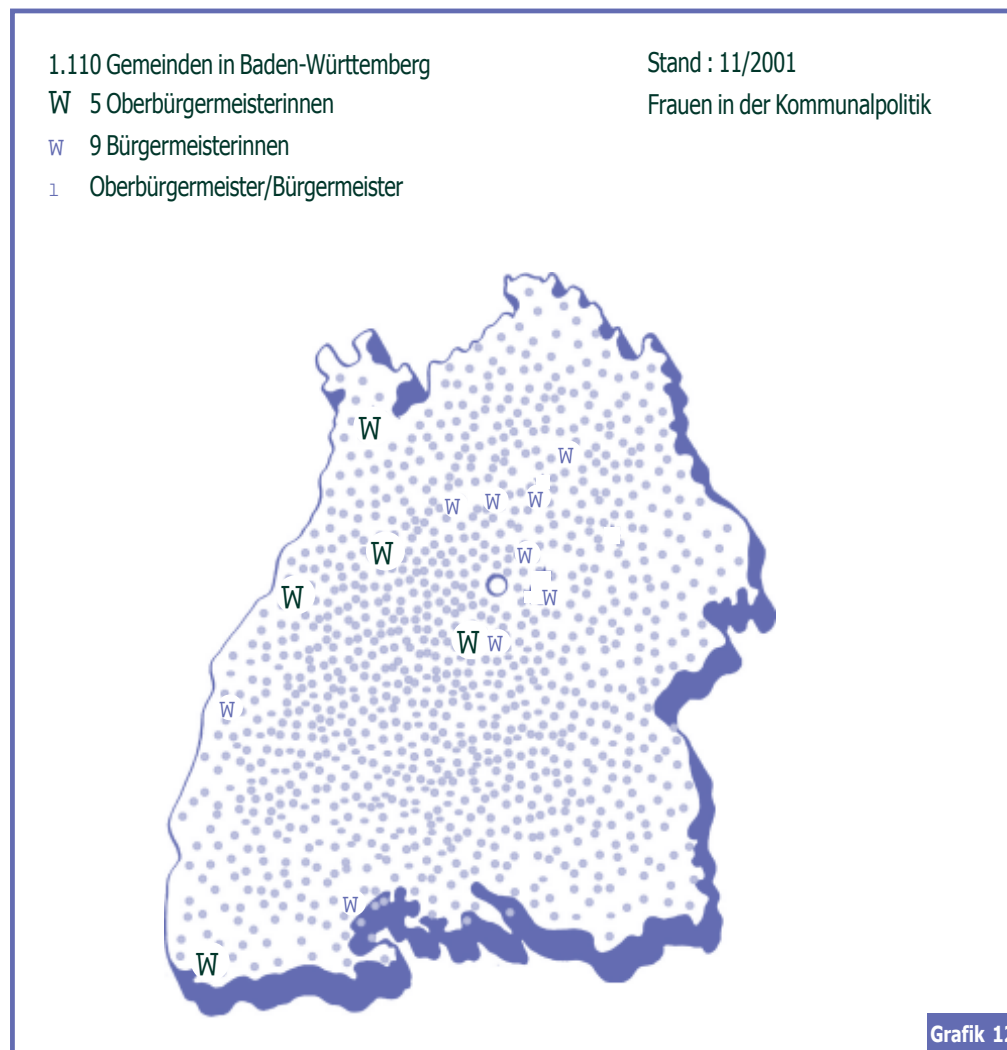 1.110 Gemeinden in Baden-Württemberg
W 5 Oberbürgermeisterinnen
W 9 Bürgermeisterinnen
ı Oberbürgermeister/Bürgermeister
Stand : 11/2001
Frauen in der Kommunalpolitik
W
W
W
W
W
W
W
W
W
W
W
W
W
W
Grafik